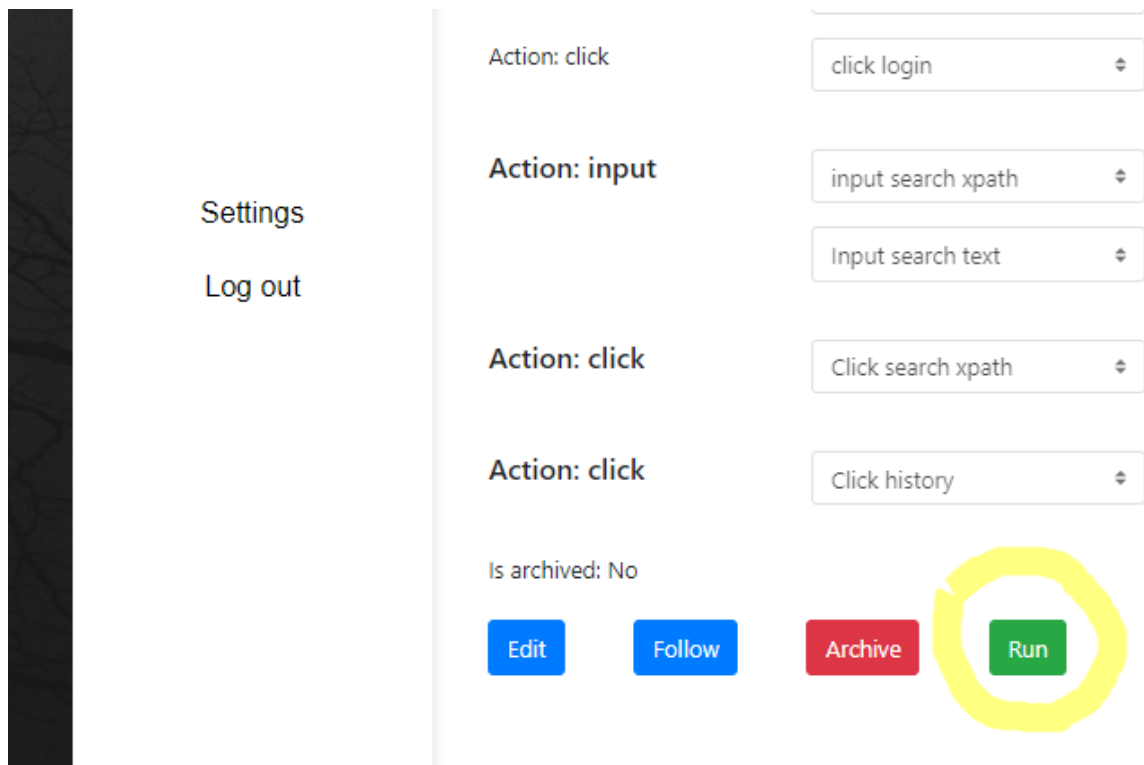 Settings
Log out
Action: click
click login
Action: input
input search xpath
Input search text
Action: click
Click search xpath
Action: click
Click history
Is archived: No
Edit
Follow
Archive
Run